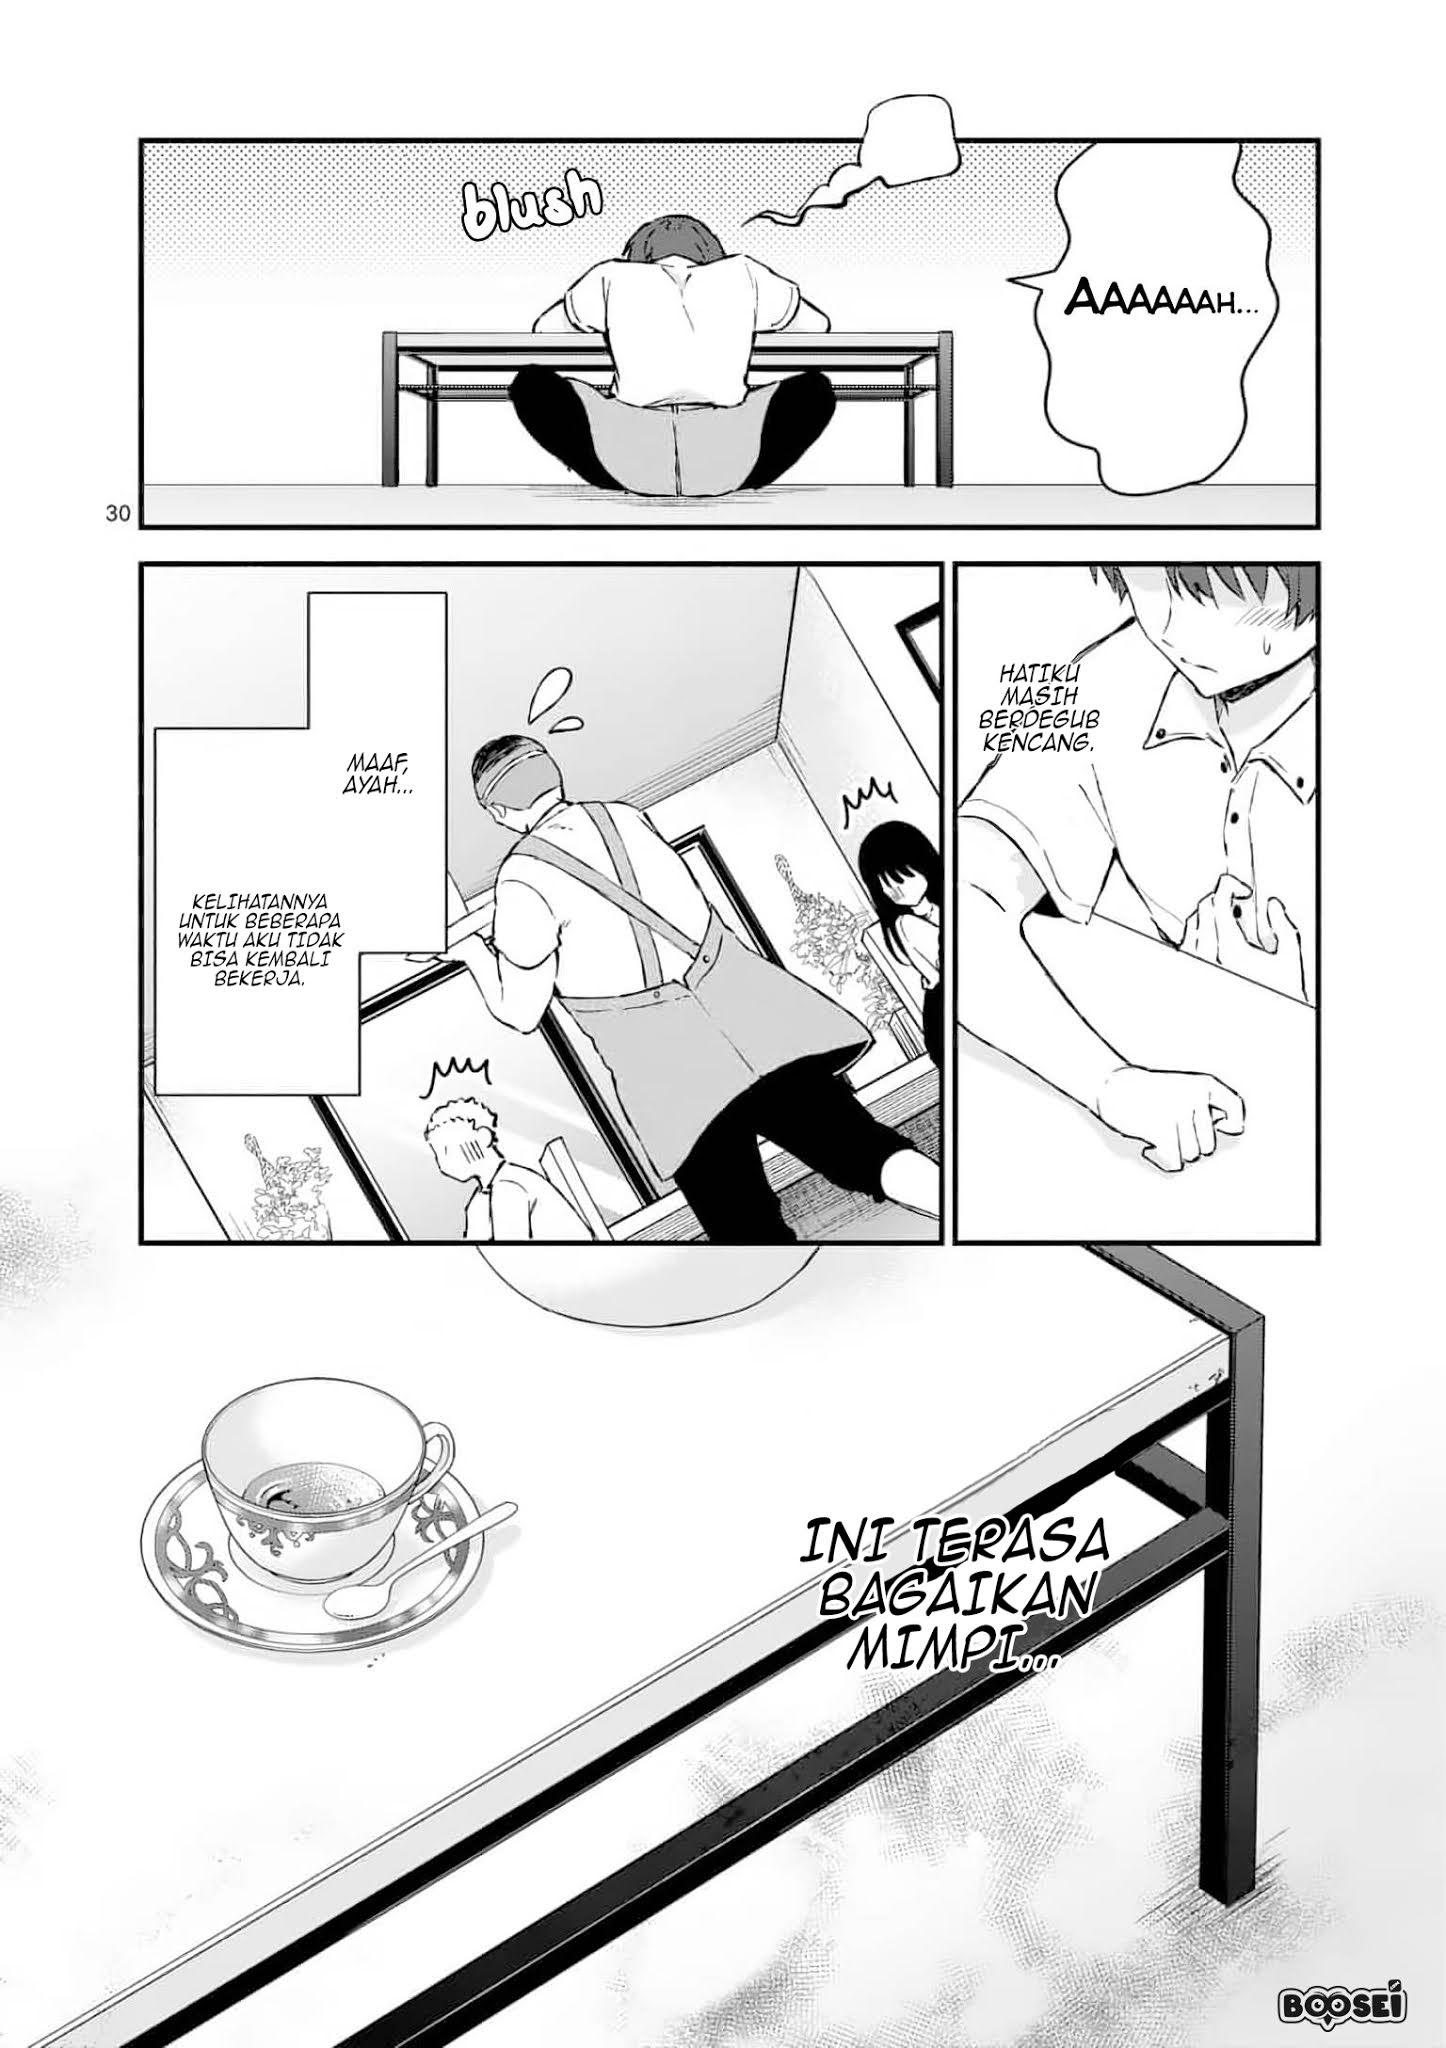 AAAAAAH...
blush
30
HATIKU
MASIH
BERDEGUB
KENCANG.
MAAF,
AYAH...
KELIHATANNYA
UNTUK BEBERAPA
WAKTU AKU TIDAK
BISA KEMBALI
BEKERJA.
INI TERASA
BAGAIKAN
MIMPI...
BOOSEI